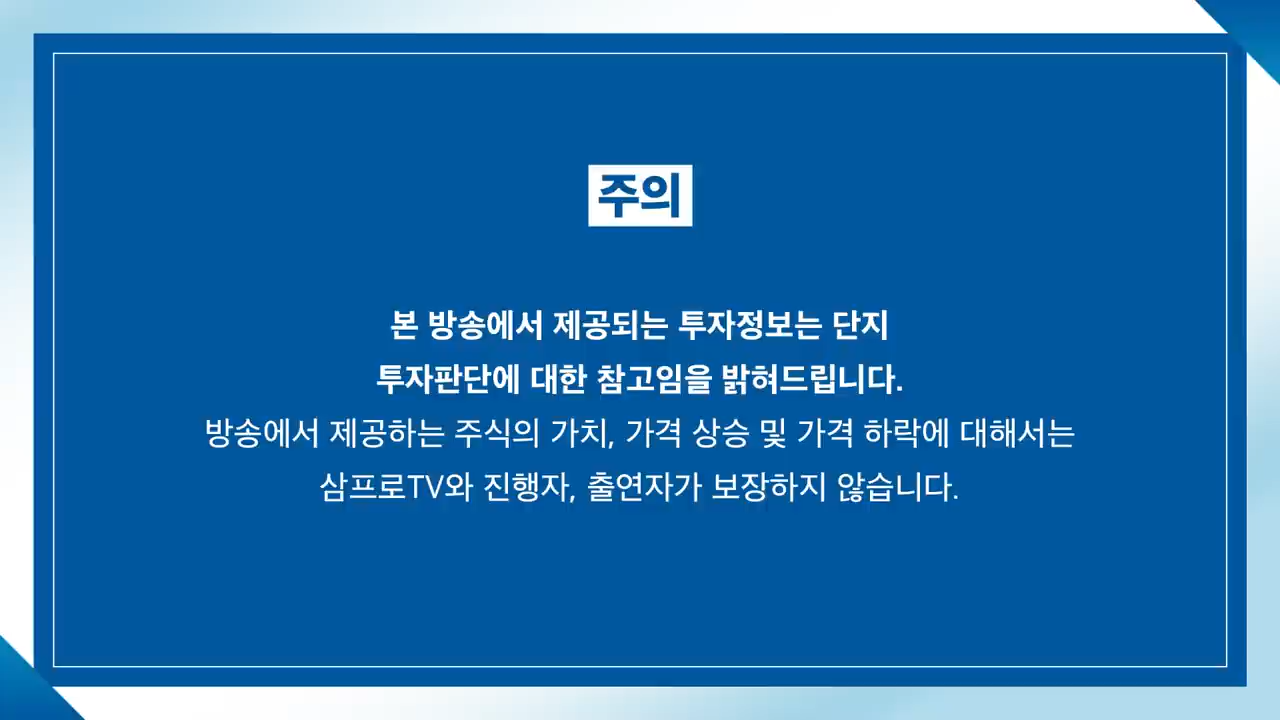 주의
본 방송에서 제공되는 투자정보는 단지
투자판단에 대한 참고임을 밝혀드립니다.
방송에서 제공하는 주식의 가치, 가격 상승 및 가격 하락에 대해서는
삼프로TV와 진행자, 출연자가 보장하지 않습니다.